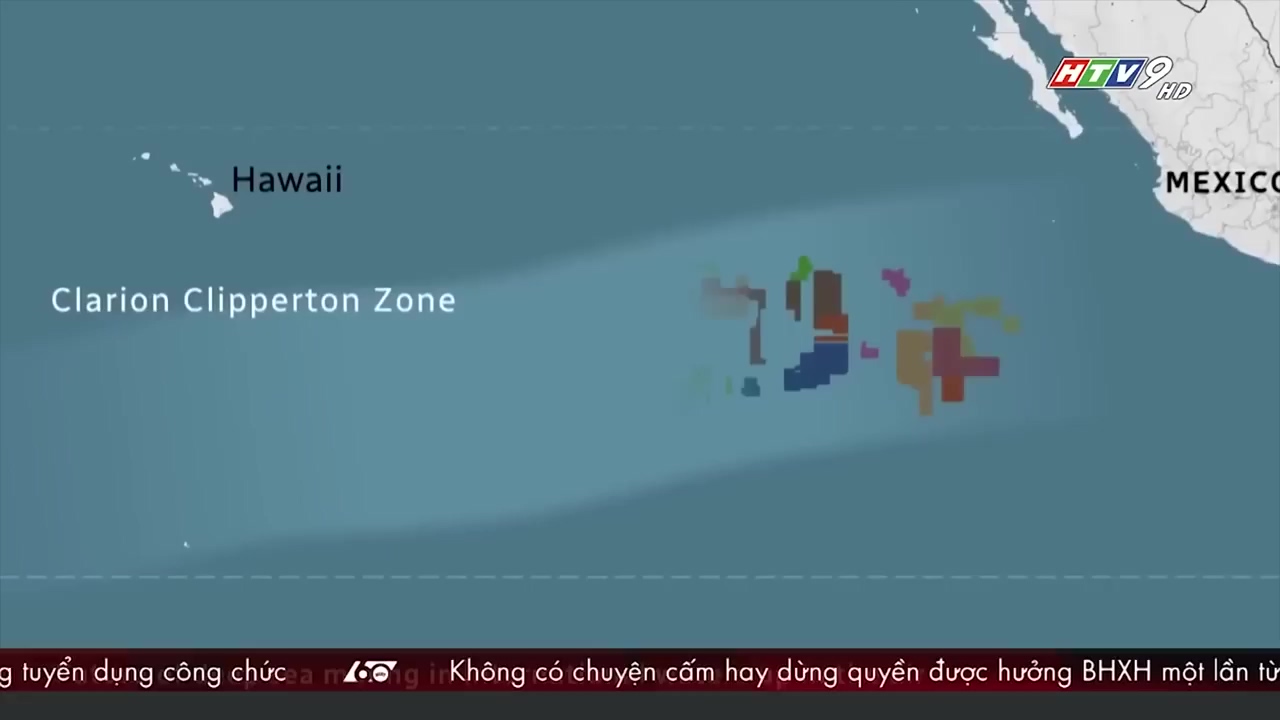 HTV9 HD
Hawaii
MEXICO
Clarion Clipperton Zone
g tuyển dụng công chức 60 Không có chuyện cấm hay dừng quyền được hưởng BHXH một lần từ